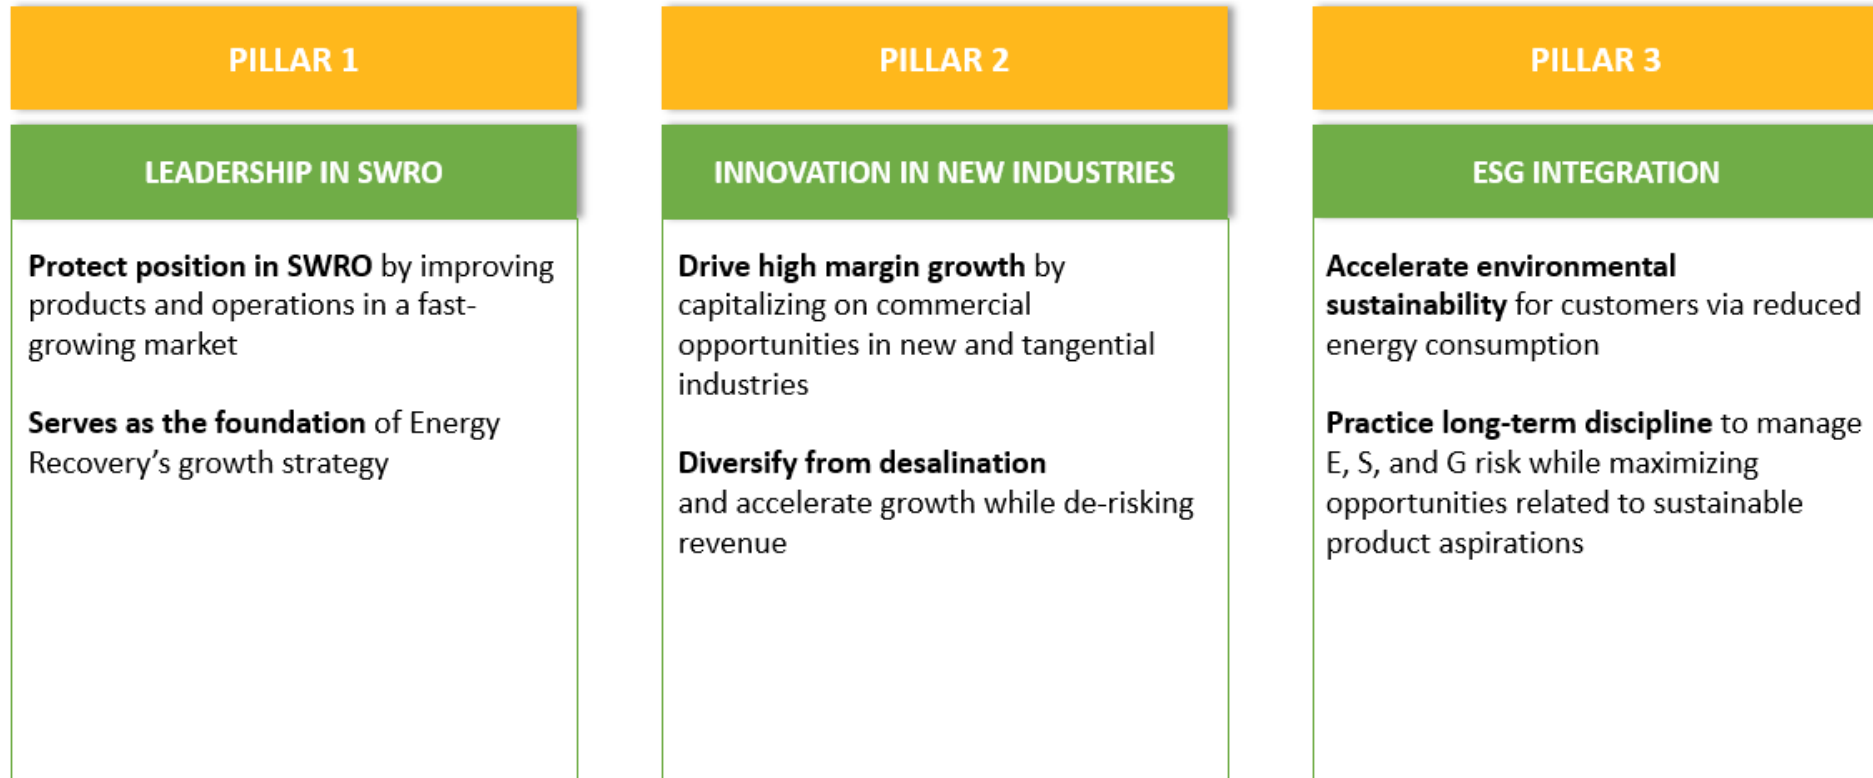 PILLAR 1
LEADERSHIP IN SWRO
Protect position in SWRO by improving
products and operations in a fast-
growing market
Serves as the foundation of Energy
Recovery’s growth strategy
PILLAR 2
INNOVATION IN NEW INDUSTRIES
Drive high margin growth by
capitalizing on commercial
opportunities in new and tangential
industries
Diversify from desalination
and accelerate growth while de-risking
revenue
PILLAR 3
ESG INTEGRATION
Accelerate environmental
sustainability for customers via reduced
energy consumption
Practice long-term discipline to manage
E, S, and G risk while maximizing
opportunities related to sustainable
product aspirations